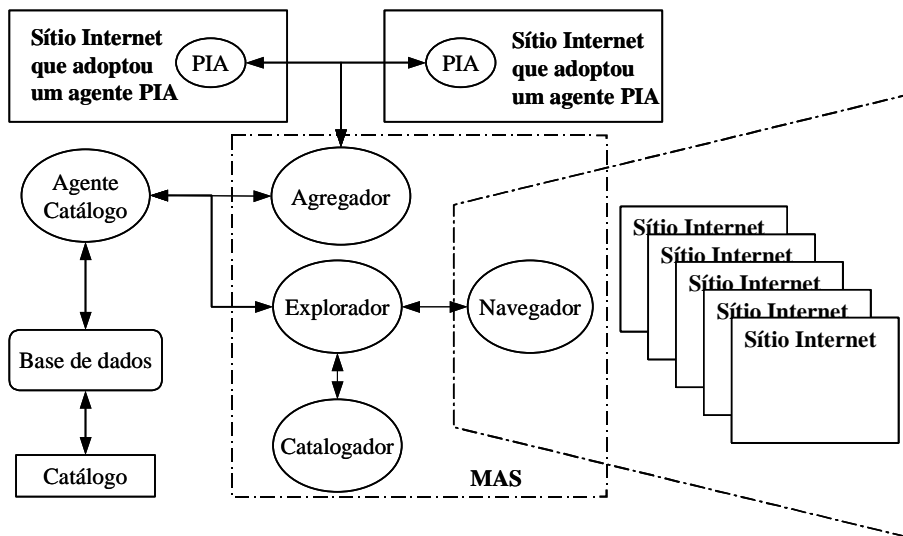 Sítio Internet
que adoptou
um agente PIA
PIA
PIA
Sítio Internet
que adoptou
um agente PIA
Agente
Catálogo
Agregador
Explorador
Navegador
Base de dados
Catalogador
Catálogo
MAS
Sítio Internet
Sítio Internet
Sítio Internet
Sítio Internet
Sítio Internet